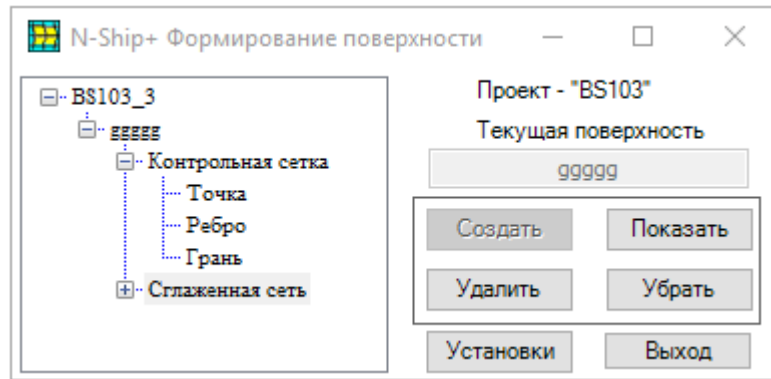 N-Ship+ Формирование поверхности
BS103_3
ggggg
Контрольная сетка
Точка
Ребро
Грань
Сглаженная сеть
Проект - "BS103"
Текущая поверхность
ggggg
Создать
Показать
Удалить
Убрать
Установки
Выход